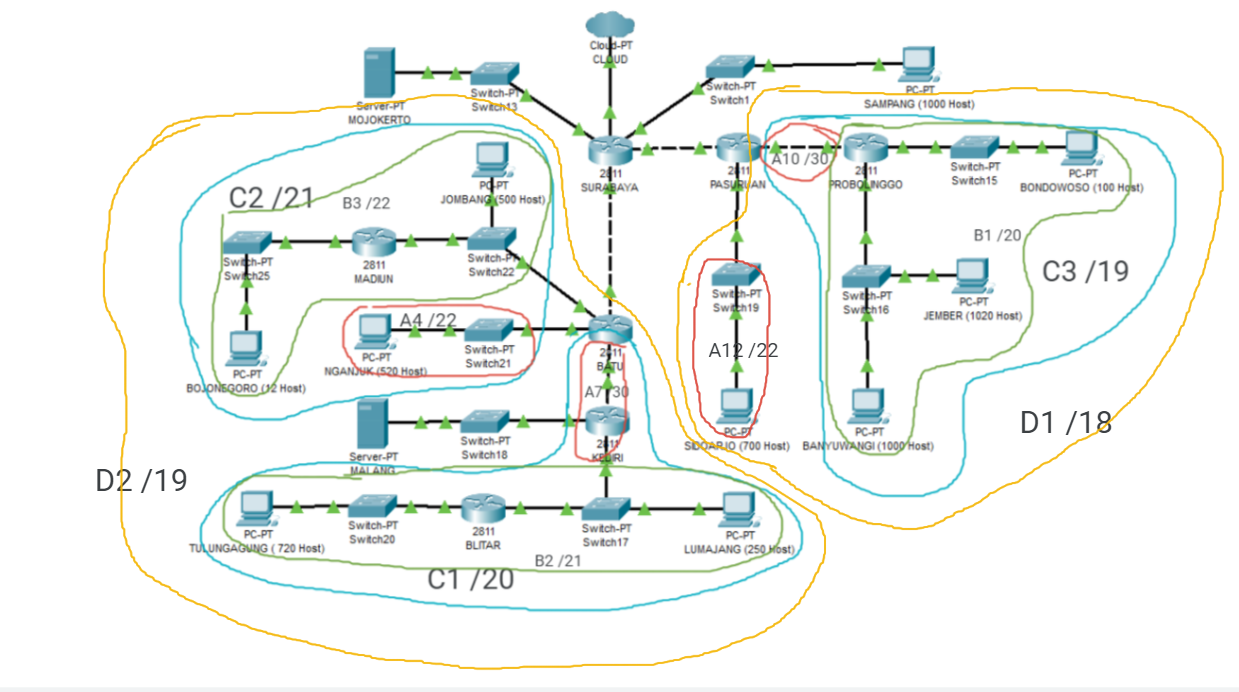 Cloud-PT
CLOUD
Server-PT
MOJOKERTO
Switch-PT
Switch13
Switch-PT
Switch1
PC-PT
SAMPANG (1000 Host)
2811
SURABAYA
2811
PASURUAN
A10 /30
2811
PROBOLINGGO
Switch-PT
Switch15
PC-PT
BONDOWOSO (100 Host)
C2 /21
B3 /22
PC-PT
JOMBANG (500 Host)
Switch-PT
Switch25
2811
MADIUN
Switch-PT
Switch22
B1 /20
C3 /19
Switch-PT
Switch19
Switch-PT
Switch16
PC-PT
JEMBER (1020 Host)
A4 /22
PC-PT
NGANJUK (520 Host)
Switch-PT
Switch21
2811
BATU
A12 /22
PC-PT
BOJONEGORO (12 Host)
A7 /30
D1 /18
Server-PT
MALANG
Switch-PT
Switch18
2811
KEDIRI
PC-PT
SIDOARJO (700 Host)
PC-PT
BANYUWANGI (1000 Host)
D2 /19
PC-PT
TULUNGAGUNG ( 720 Host)
Switch-PT
Switch20
2811
BLITAR
Switch-PT
Switch17
PC-PT
LUMAJANG (250 Host)
B2 /21
C1 /20